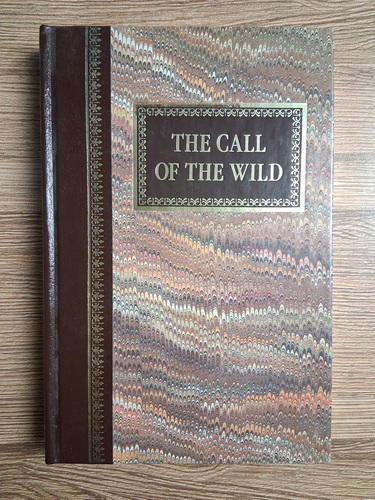 THE CALL
OF THE WILD